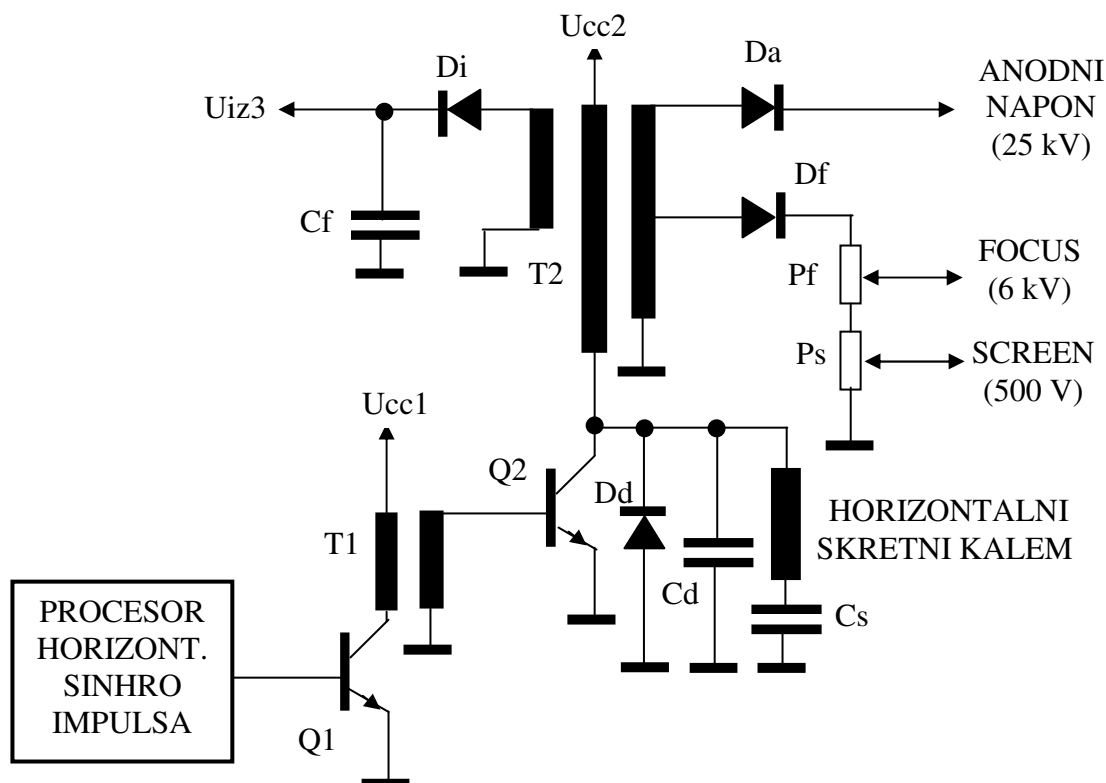 Ucc2
Da
ANODNI
NAPON
(25 kV)
Di
Uiz3
Df
Cf
T2
Pf
FOCUS
(6 kV)
Ps
SCREEN
(500 V)
Ucc1
Q2
Dd
HORIZONTALNI
SKRETNI KALEM
T1
Cd
Cs
PROCESOR
HORIZONT.
SINHRO
IMPULSA
Q1